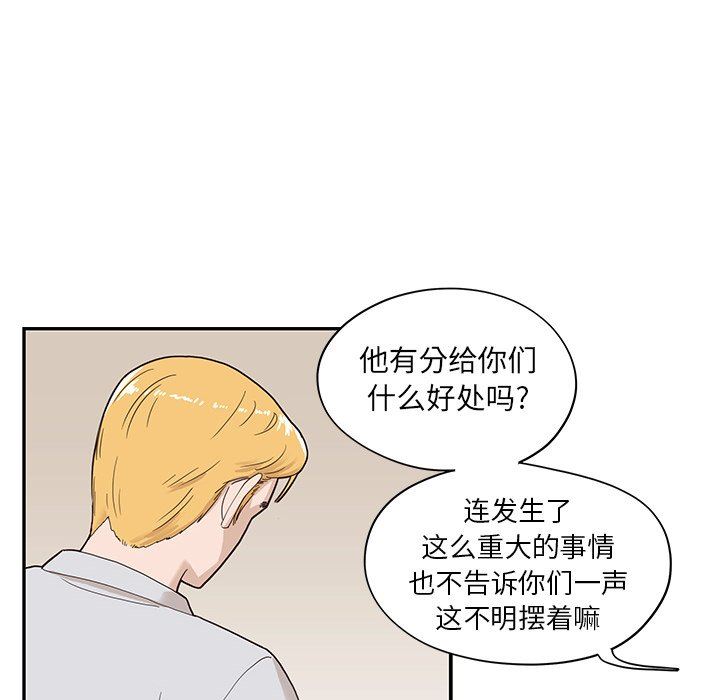 他有分给你们
什么好处吗?
连发生了
这么重大的事情
也不告诉你们一声
这不明摆着嘛